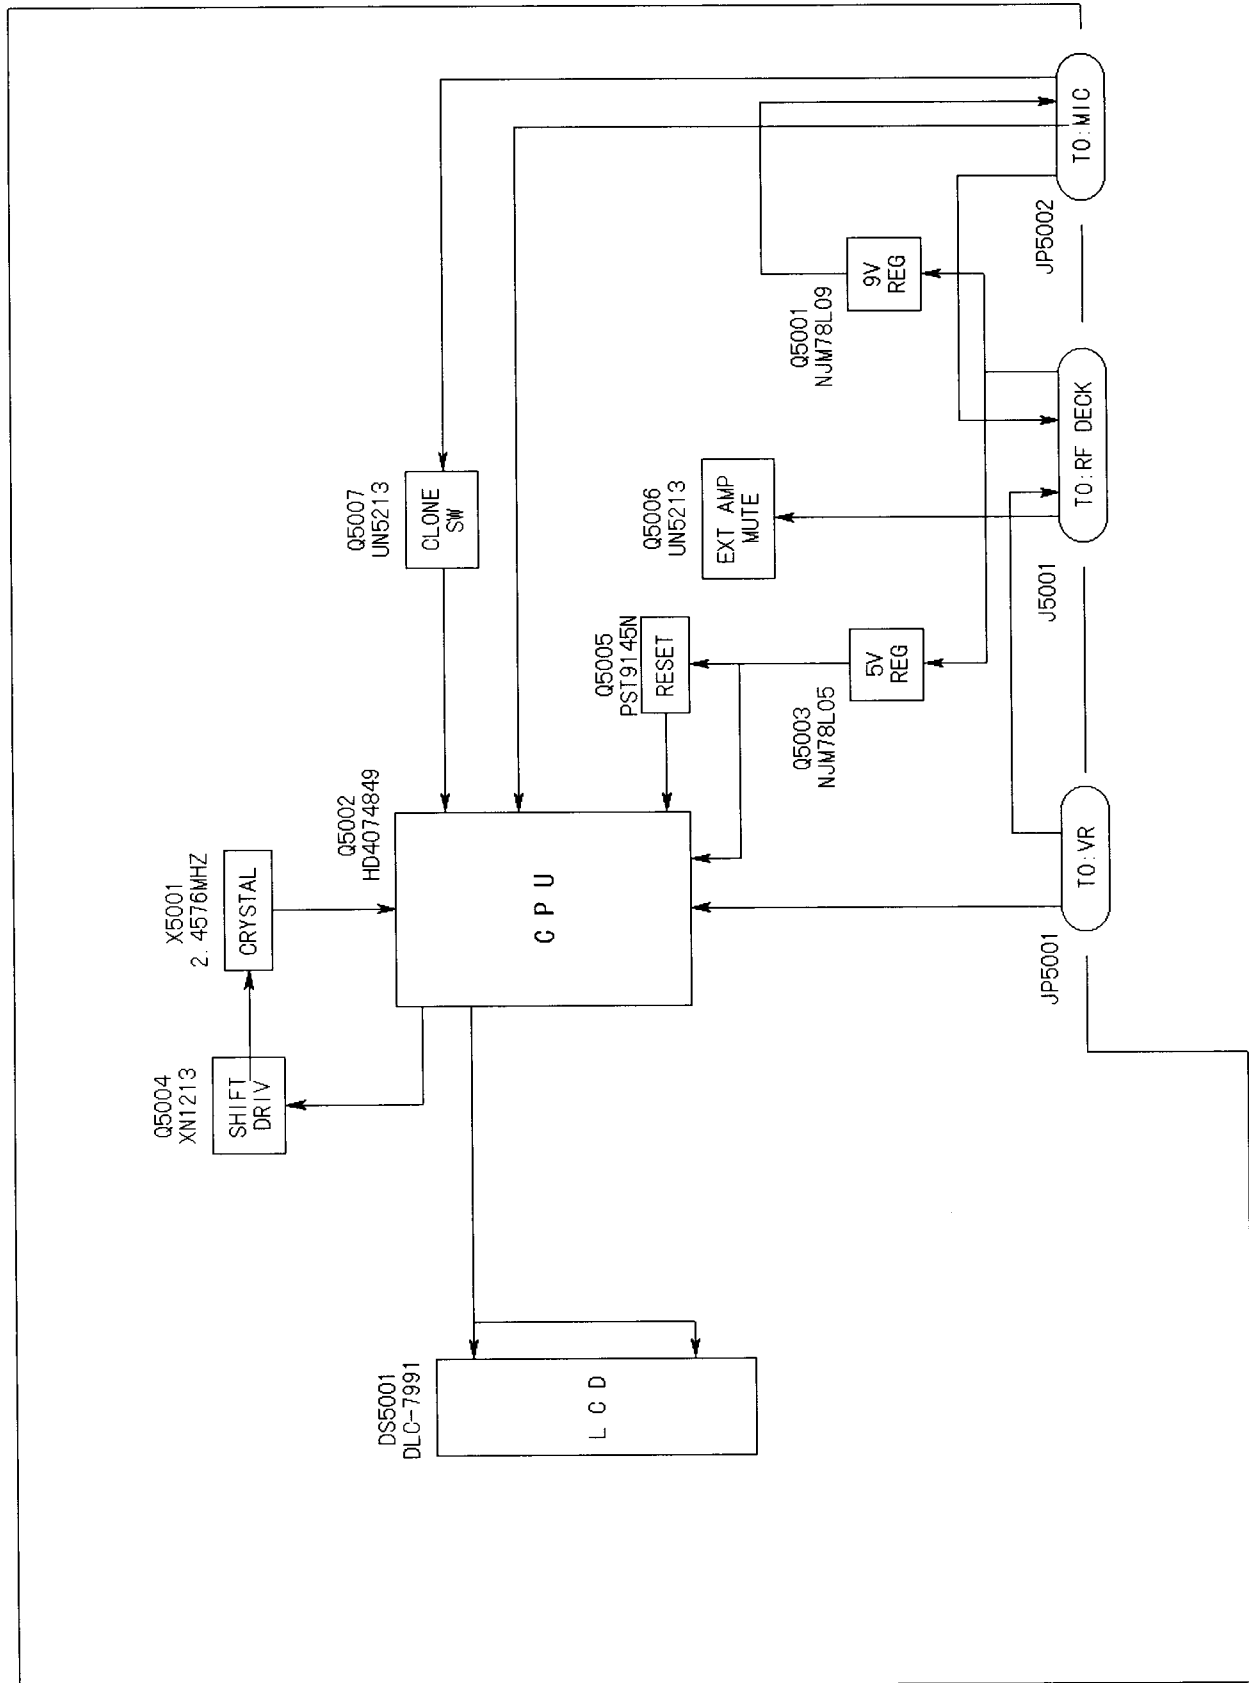 DS5001
DLC-7991
LCD
Q5004
XN1213
SHIFT
DRIV
X5001
2.4576MHZ
CRYSTAL
Q5002
HD4074849
CPU
Q5007
UN5213
CLONE
SW
Q5005
PST9145N
RESET
Q5006
UN5213
EXT AMP
MUTE
Q5003
NJM78L05
5V
REG
Q5001
NJM78L09
9V
REG
JP5001
TO:VR
J5001
TO:RF DECK
JP5002
TO:MIC